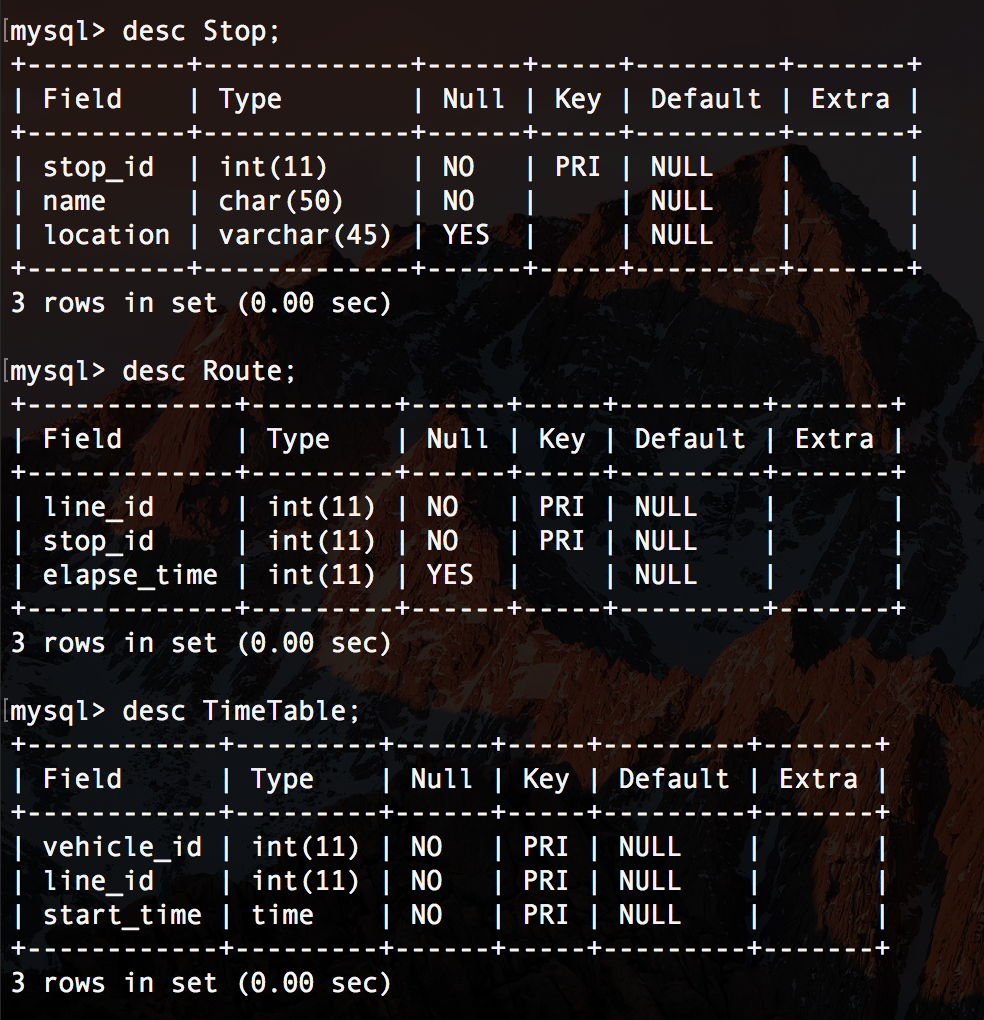 [mysql> desc Stop;
+----------+-------------+------+-----+---------+-------+
| Field    | Type        | Null | Key | Default | Extra |
+----------+-------------+------+-----+---------+-------+
| stop_id  | int(11)     | NO   | PRI | NULL    |       |
| name     | char(50)    | NO   |     | NULL    |       |
| location | varchar(45) | YES  |     | NULL    |       |
+----------+-------------+------+-----+---------+-------+
3 rows in set (0.00 sec)
[mysql> desc Route;
+-------------+---------+------+-----+---------+-------+
| Field       | Type    | Null | Key | Default | Extra |
+-------------+---------+------+-----+---------+-------+
| line_id     | int(11) | NO   | PRI | NULL    |       |
| stop_id     | int(11) | NO   | PRI | NULL    |       |
| elapse_time | int(11) | YES  |     | NULL    |       |
+-------------+---------+------+-----+---------+-------+
3 rows in set (0.00 sec)
[mysql> desc TimeTable;
+------------+---------+------+-----+---------+-------+
| Field      | Type    | Null | Key | Default | Extra |
+------------+---------+------+-----+---------+-------+
| vehicle_id | int(11) | NO   | PRI | NULL    |       |
| line_id    | int(11) | NO   | PRI | NULL    |       |
| start_time | time    | NO   | PRI | NULL    |       |
+------------+---------+------+-----+---------+-------+
3 rows in set (0.00 sec)